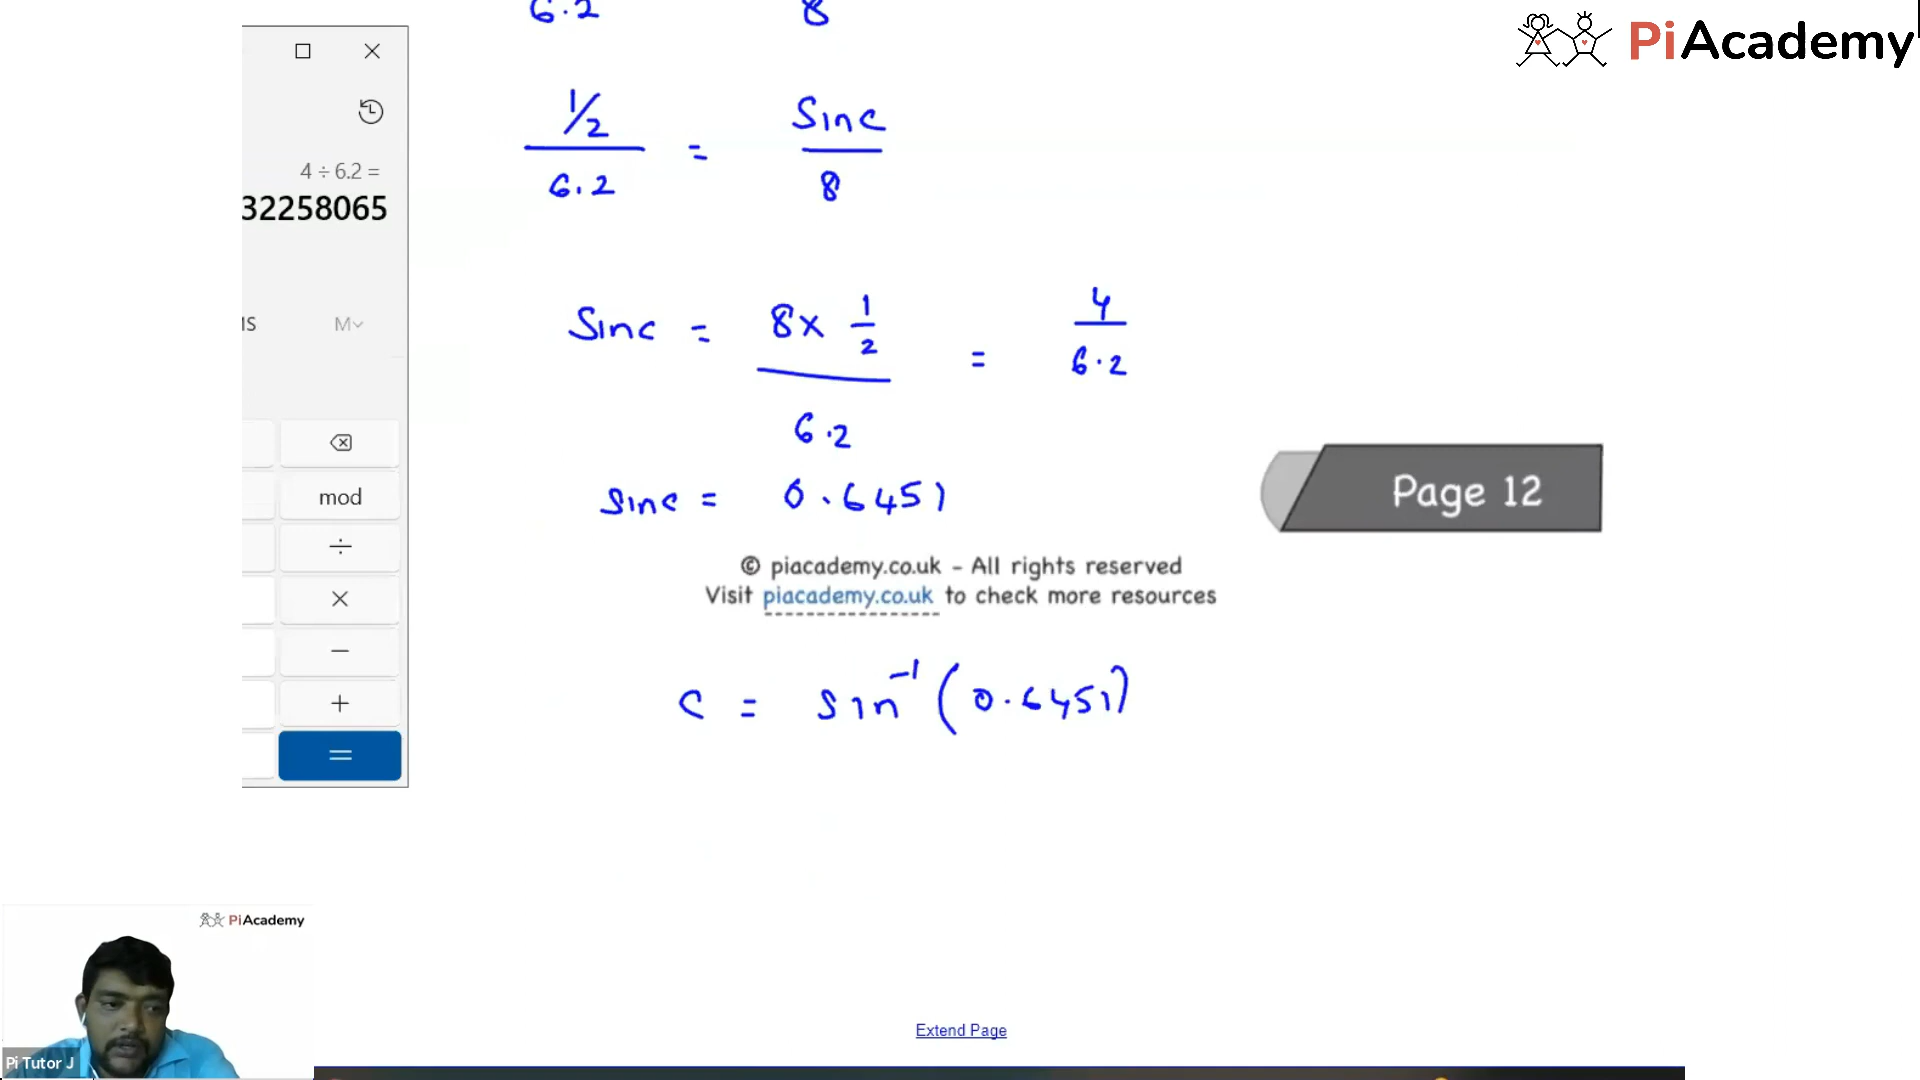 6.2 8
PiAcademy
1/2 = Sinc
6.2 8
4 ÷ 6.2 =
32258065
Sinc = 8 x 1/2 = 4
6.2 6.2
M
mod
÷
×
−
+
=
Sinc = 0.6451
Page 12
© piacademy.co.uk - All rights reserved
Visit piacademy.co.uk to check more resources
c = sin⁻¹ (0.6451)
PiAcademy
Pi Tutor J
Extend Page